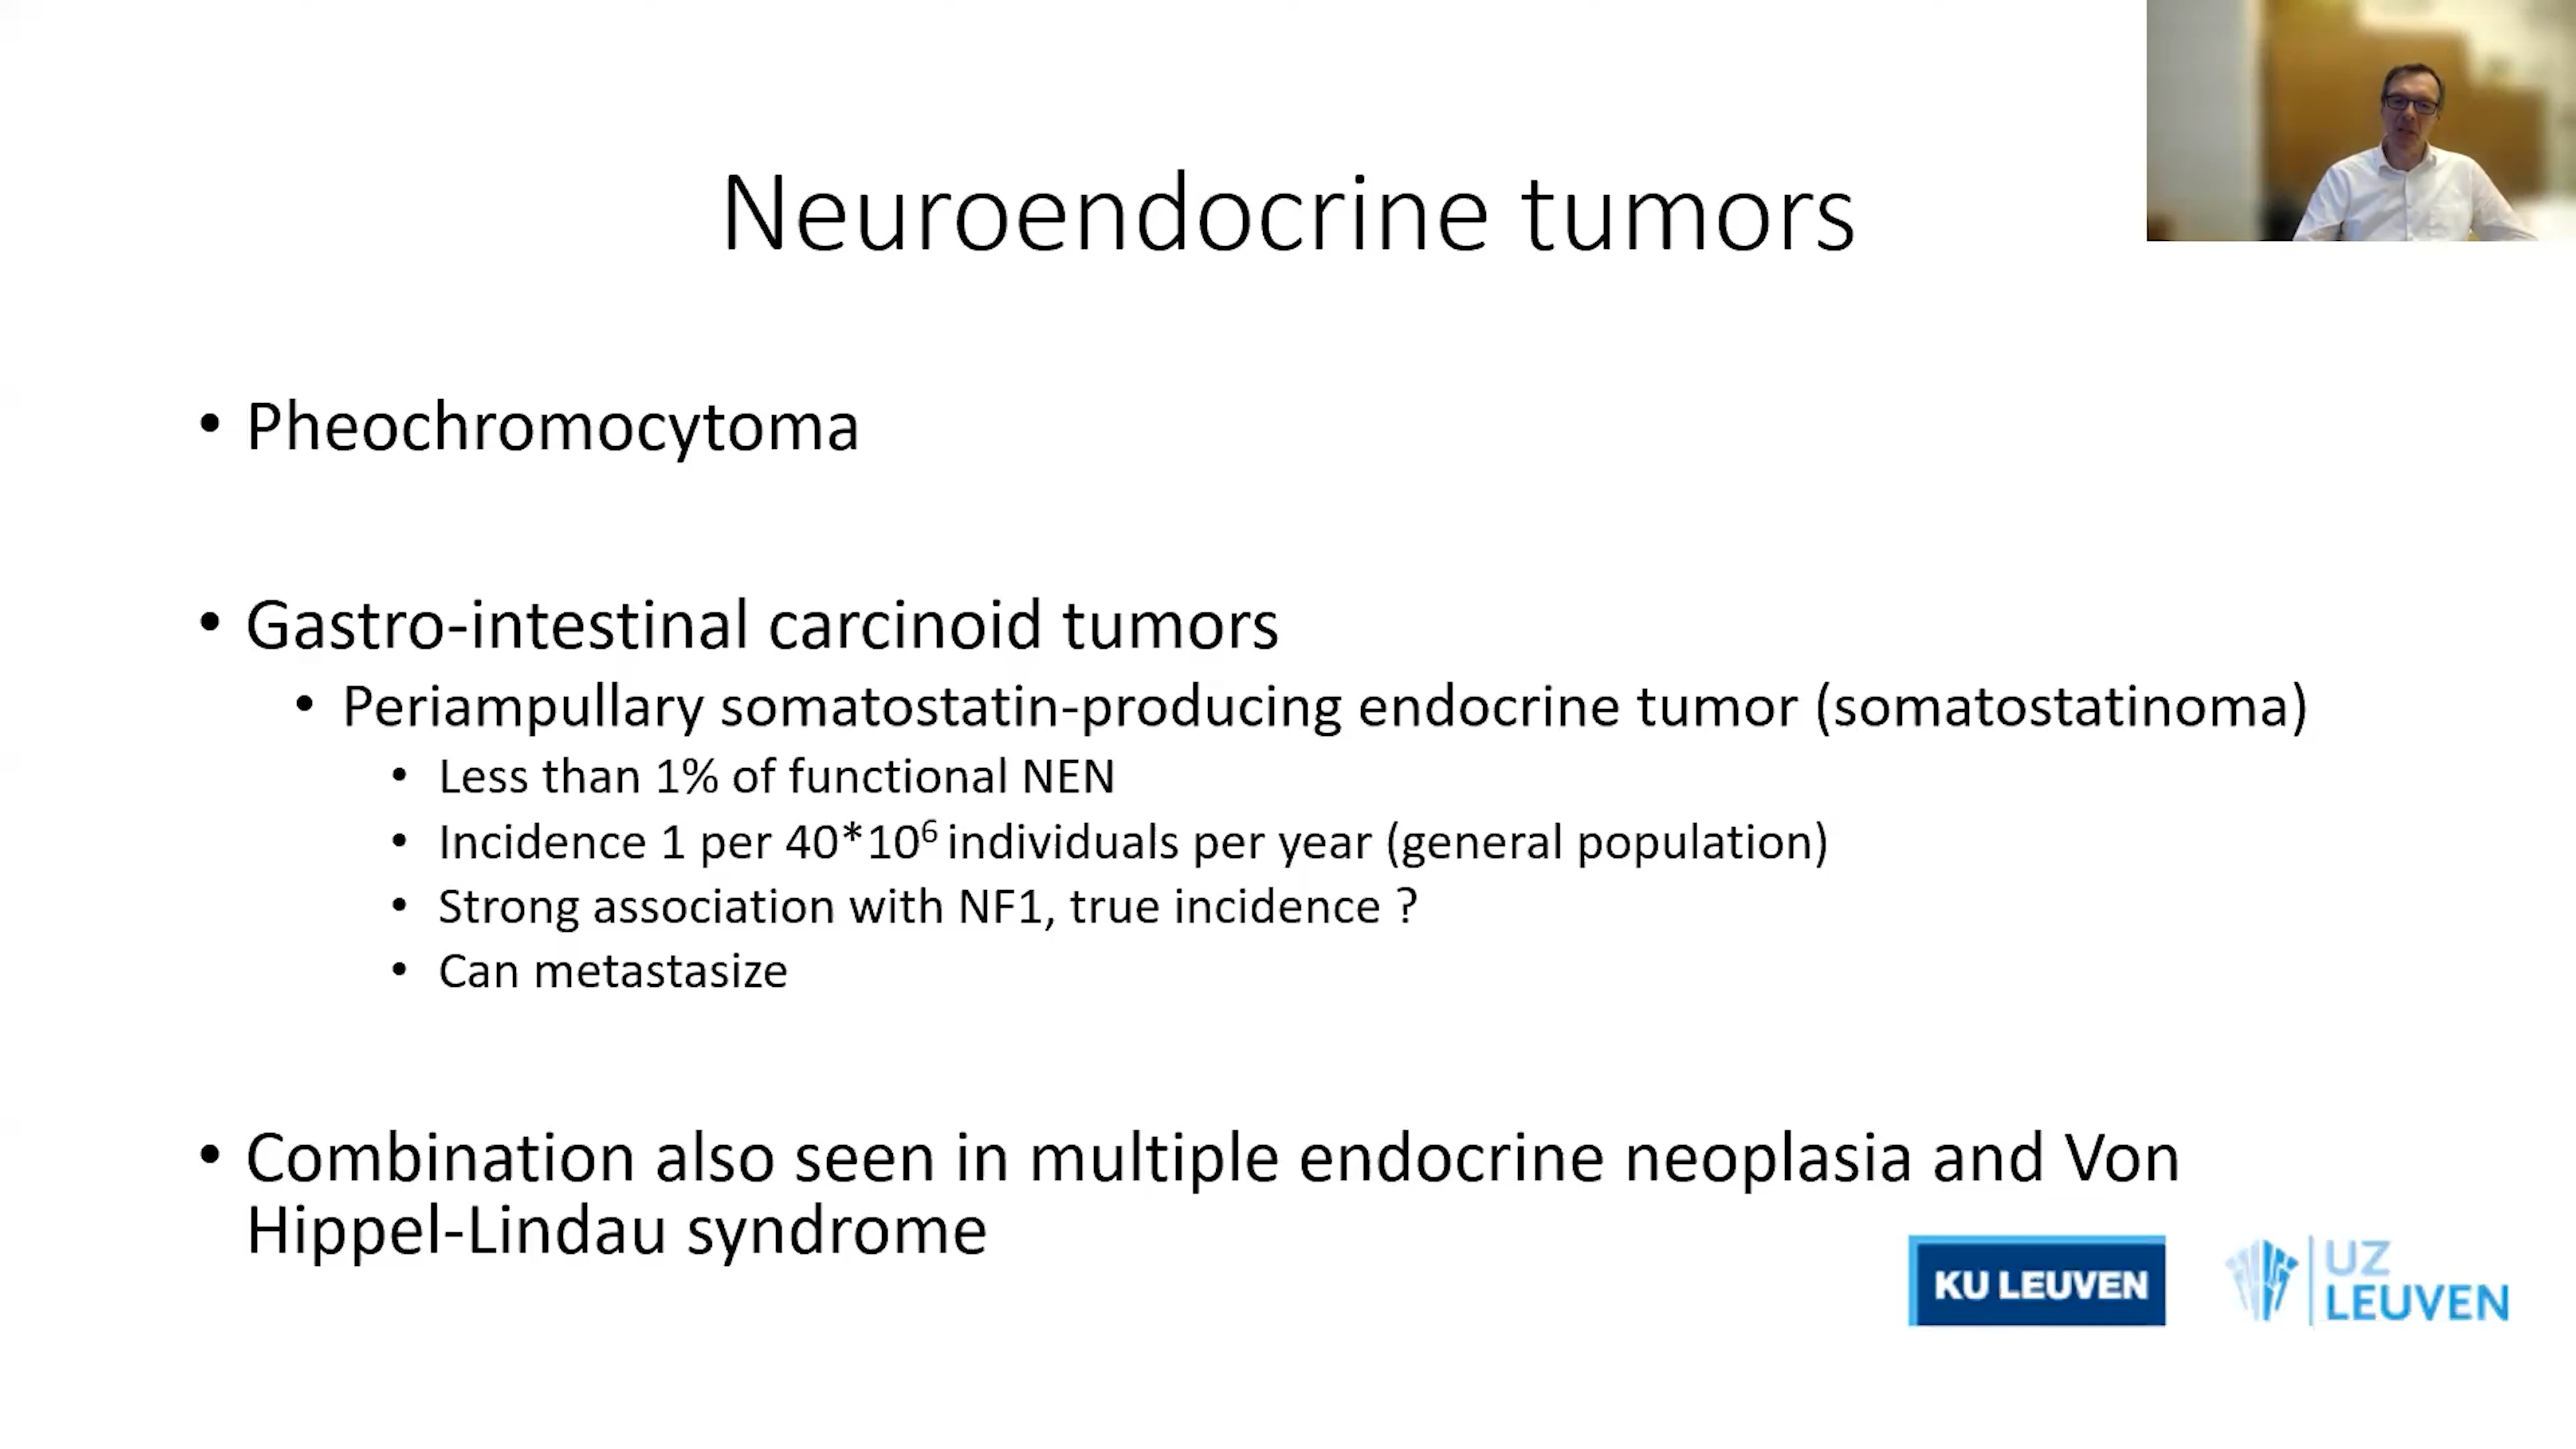 Neuroendocrine tumors
• Pheochromocytoma
• Gastro-intestinal carcinoid tumors
• Periampullary somatostatin-producing endocrine tumor (somatostatinoma)
• Less than 1% of functional NEN
• Incidence 1 per 40*10⁶ individuals per year (general population)
• Strong association with NF1, true incidence ?
• Can metastasize
• Combination also seen in multiple endocrine neoplasia and Von
Hippel-Lindau syndrome
KU LEUVEN
UZ
LEUVEN